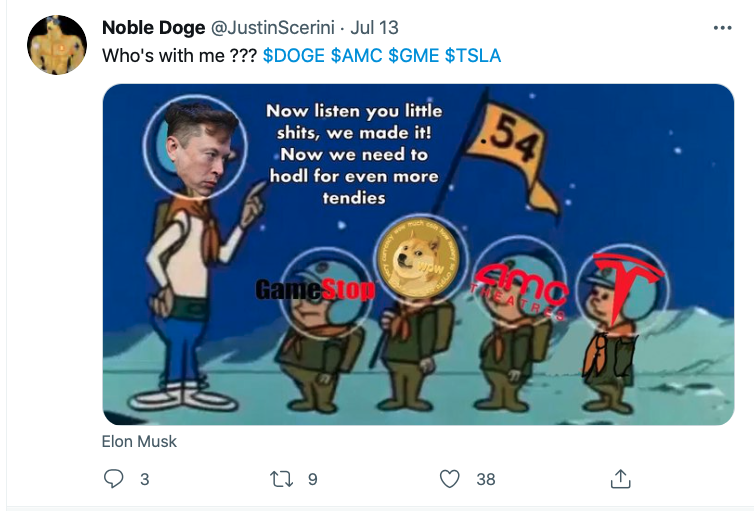 Noble Doge @JustinScerini · Jul 13
Who's with me ??? $DOGE $AMC $GME $TSLA
Now listen you little
shits, we made it!
Now we need to
hodl for even more
tendies
.54
GameStop
wow
amc
THEATRES
Elon Musk
3 9 38